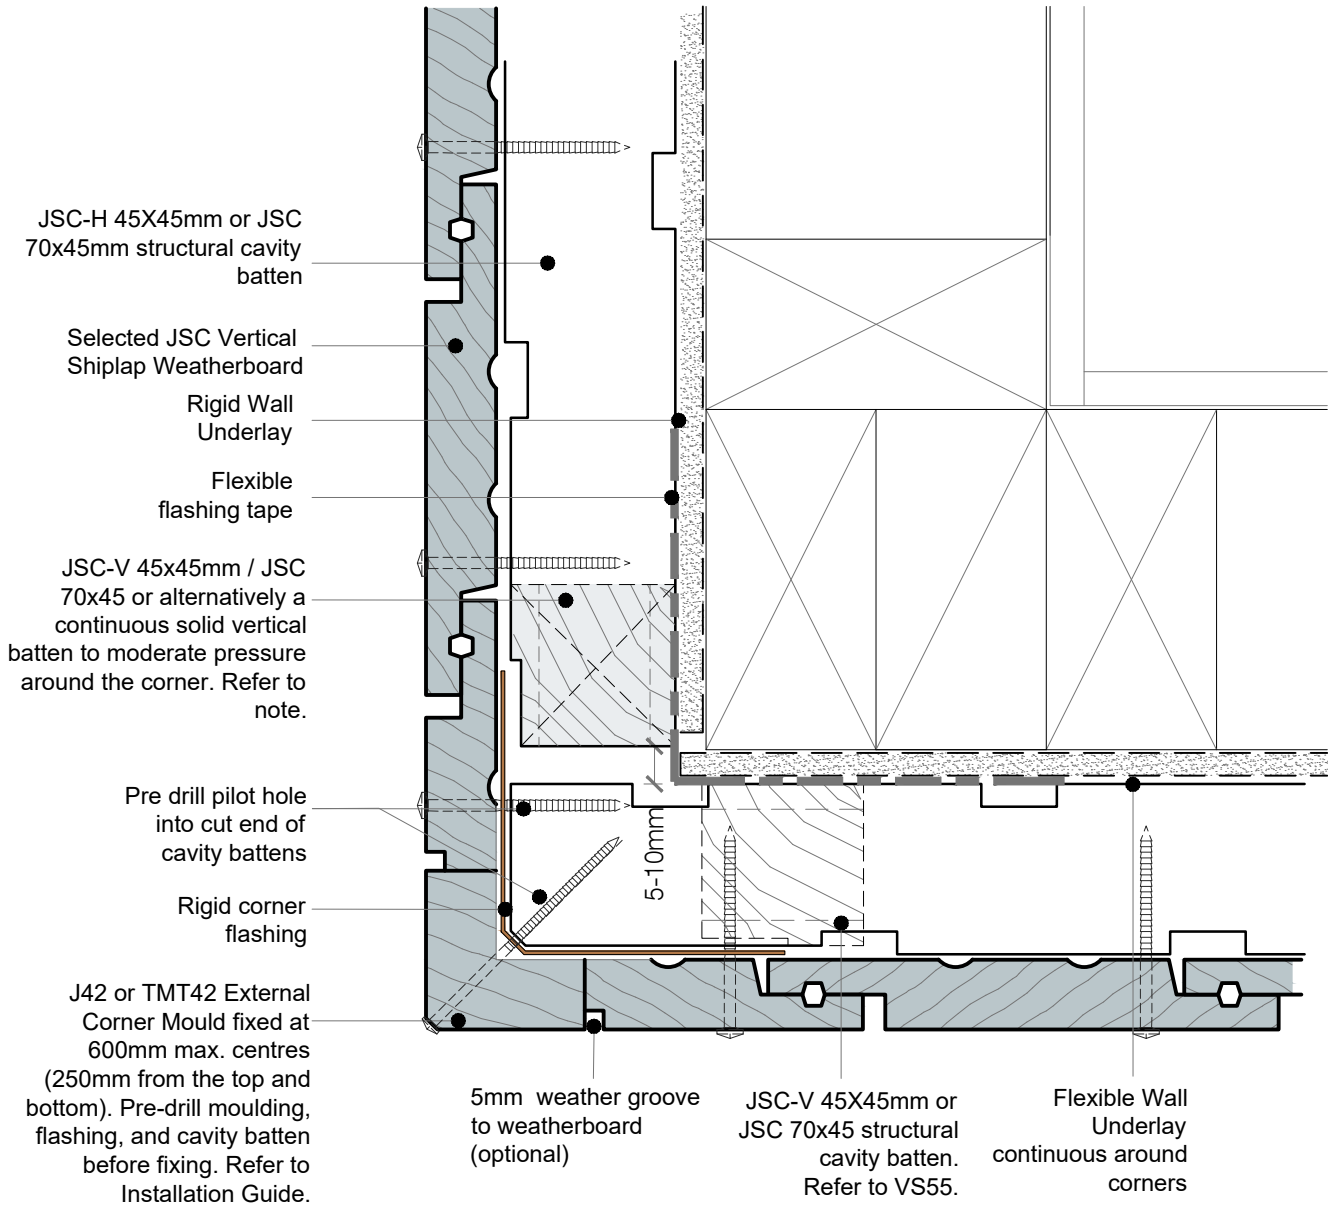 JSC-H 45X45mm or JSC
70x45mm structural cavity
batten
Selected JSC Vertical
Shiplap Weatherboard
Rigid Wall
Underlay
Flexible
flashing tape
JSC-V 45x45mm / JSC
70x45 or alternatively a
continuous solid vertical
batten to moderate pressure
around the corner. Refer to
note.
Pre drill pilot hole
into cut end of
cavity battens
Rigid corner
flashing
J42 or TMT42 External
Corner Mould fixed at
600mm max. centres
(250mm from the top and
bottom). Pre-drill moulding,
flashing, and cavity batten
before fixing. Refer to
Installation Guide.
5-10mm
5mm weather groove
to weatherboard
(optional)
JSC-V 45X45mm or
JSC 70x45 structural
cavity batten.
Refer to VS55.
Flexible Wall
Underlay
continuous around
corners